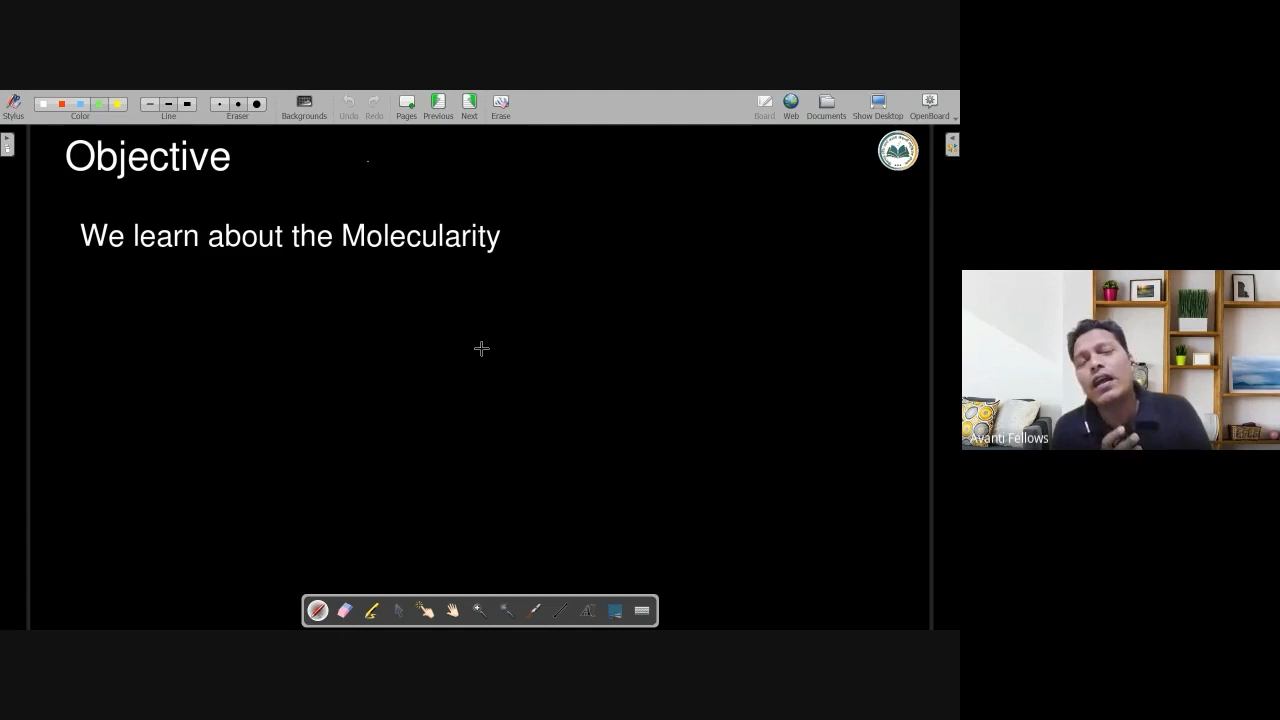 Stylus
Color
Line
Eraser
Backgrounds
Undo
Redo
Pages
Previous
Next
Erase
Board
Web
Documents
Show Desktop
OpenBoard
Objective
We learn about the Molecularity
Avanti Fellows